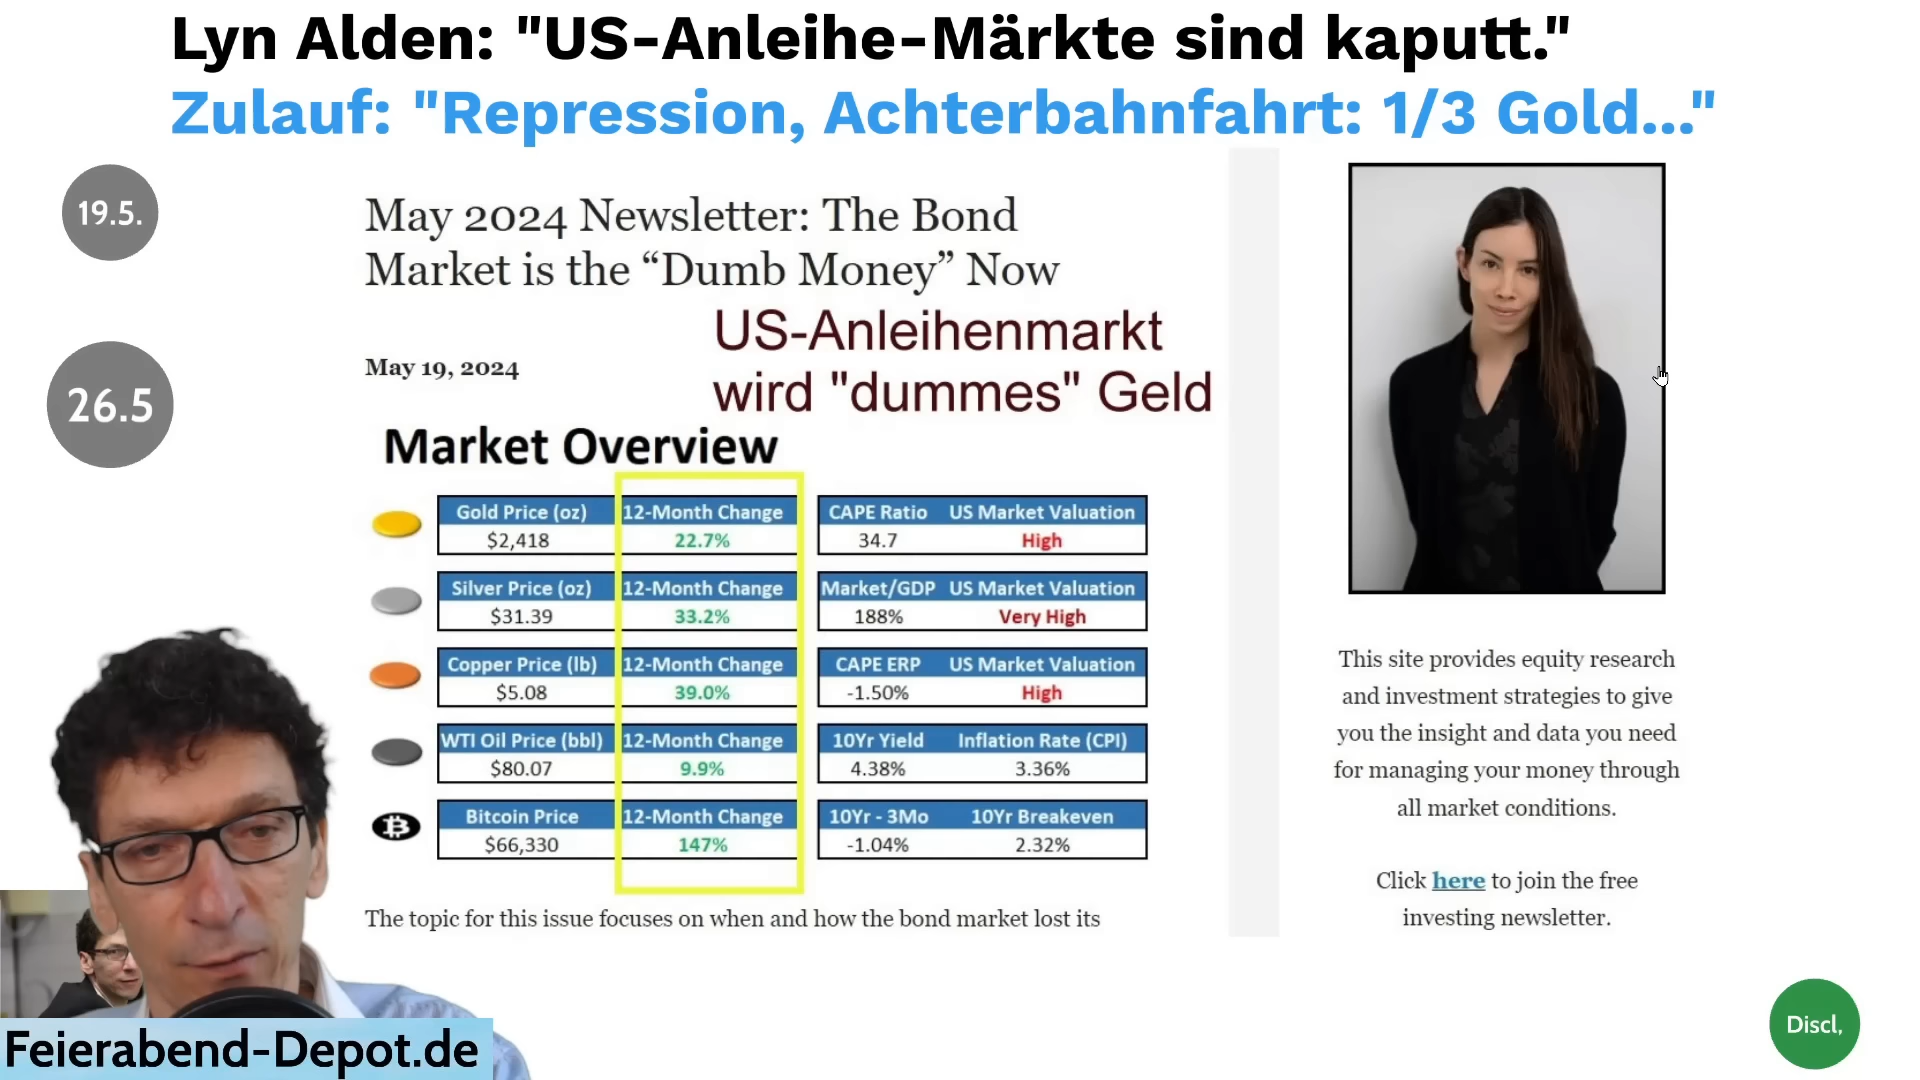 Lyn Alden: "US-Anleihe-Märkte sind kaputt."
Zulauf: "Repression, Achterbahnfahrt: 1/3 Gold..."
19.5.
26.5
May 2024 Newsletter: The Bond
Market is the “Dumb Money” Now
US-Anleihenmarkt
wird "dummes" Geld
May 19, 2024
Market Overview
Gold Price (oz) 12-Month Change CAPE Ratio US Market Valuation
$2,418 22.7% 34.7 High
Silver Price (oz) 12-Month Change Market/GDP US Market Valuation
$31.39 33.2% 188% Very High
Copper Price (lb) 12-Month Change CAPE ERP US Market Valuation
$5.08 39.0% -1.50% High
WTI Oil Price (bbl) 12-Month Change 10Yr Yield Inflation Rate (CPI)
$80.07 9.9% 4.38% 3.36%
Bitcoin Price 12-Month Change 10Yr - 3Mo 10Yr Breakeven
$66,330 147% -1.04% 2.32%
The topic for this issue focuses on when and how the bond market lost its
This site provides equity research
and investment strategies to give
you the insight and data you need
for managing your money through
all market conditions.
Click here to join the free
investing newsletter.
Feierabend-Depot.de
Discl,